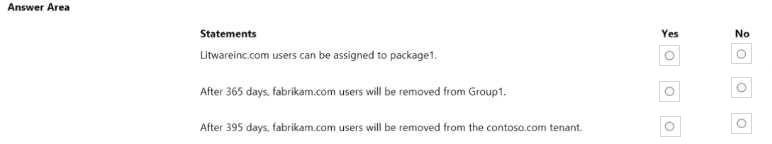 Answer Area
Statements Yes No
Litwareinc.com users can be assigned to package1.
After 365 days, fabrikam.com users will be removed from Group1.
After 395 days, fabrikam.com users will be removed from the contoso.com tenant.